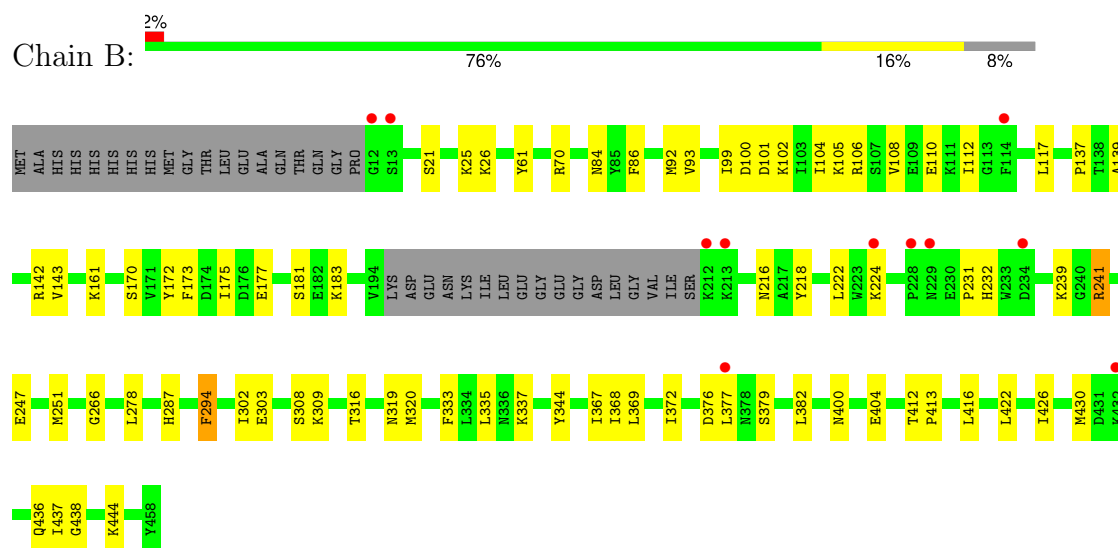 2%
Chain B:
76% 16% 8%
MET ALA HIS HIS HIS HIS HIS HIS MET GLY THR LEU GLU ALA GLN THR GLN GLY PRO G12 S13 S21 K25 K26 Y61 R70 N84 Y85 F86 M92 V93 I99 D100 D101 K102 I103 I104 K105 R106 S107 V108 E109 E110 K111 I112 G113 F114 L117 P137 T138 A139
R142 V143 K161 S170 V171 Y172 F173 D174 I175 D176 E177 S181 E182 K183 V194 LYS ASP GLU ASN LYS ILE LEU GLU GLY GLU GLY ASP LEU GLY VAL ILE SER K212 K213 N216 A217 Y218 L222 W223 K224 P228 N229 E230 P231 H232 W233 D234 K239 G240 R241
E247 M251 G266 L278 H287 F294 I302 E303 S308 K309 T316 N319 M320 F333 L334 L335 N336 K337 Y344 I367 I368 L369 I372 D376 L377 N378 S379 L382 N400 E404 T412 P413 L416 L422 I426 M430 D431 K432
Q436 I437 G438 K444 Y458